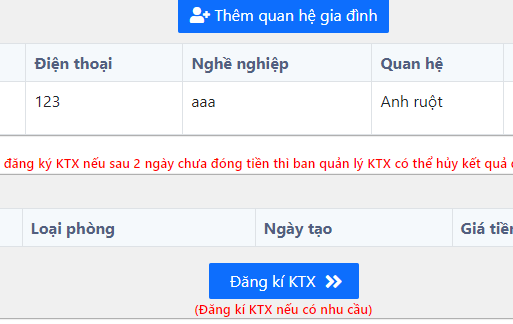 Thêm quan hệ gia đình
Điện thoại Nghề nghiệp Quan hệ
123 aaa Anh ruột
đăng ký KTX nếu sau 2 ngày chưa đóng tiền thì ban quản lý KTX có thể hủy kết quả
Loại phòng Ngày tạo Giá tiền
Đăng kí KTX
(Đăng kí KTX nếu có nhu cầu)